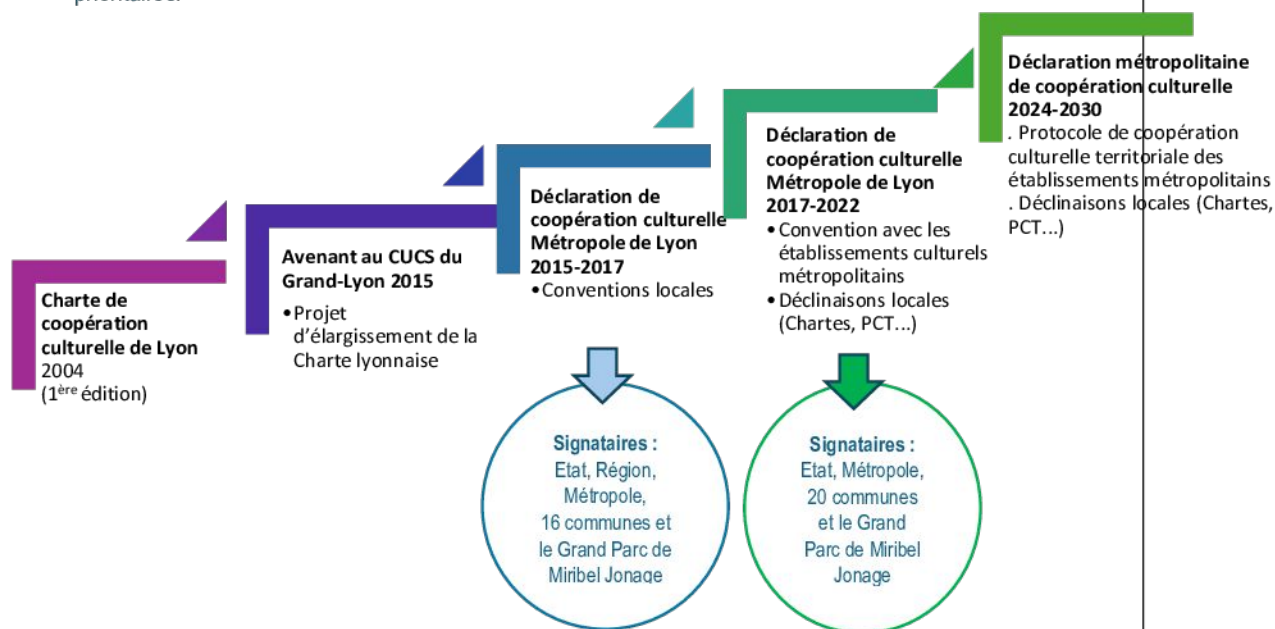 prioritaires.
Charte de
coopération
culturelle de Lyon
2004
(1ère édition)
Avenant au CUCS du
Grand-Lyon 2015
•Projet
d'élargissement de la
Charte lyonnaise
Déclaration de
coopération culturelle
Métropole de Lyon
2015-2017
•Conventions locales
Déclaration de
coopération culturelle
Métropole de Lyon
2017-2022
•Convention avec les
établissements culturels
métropolitains
•Déclinaisons locales
(Chartes, PCT...)
Déclaration métropolitaine
de coopération culturelle
2024-2030
. Protocole de coopération
culturelle territoriale des
établissements métropolitains
. Déclinaisons locales (Chartes,
PCT...)
Signataires :
Etat, Région,
Métropole,
16 communes et
le Grand Parc de
Miribel Jonage
Signataires :
Etat, Métropole,
20 communes
et le Grand
Parc de Miribel
Jonage